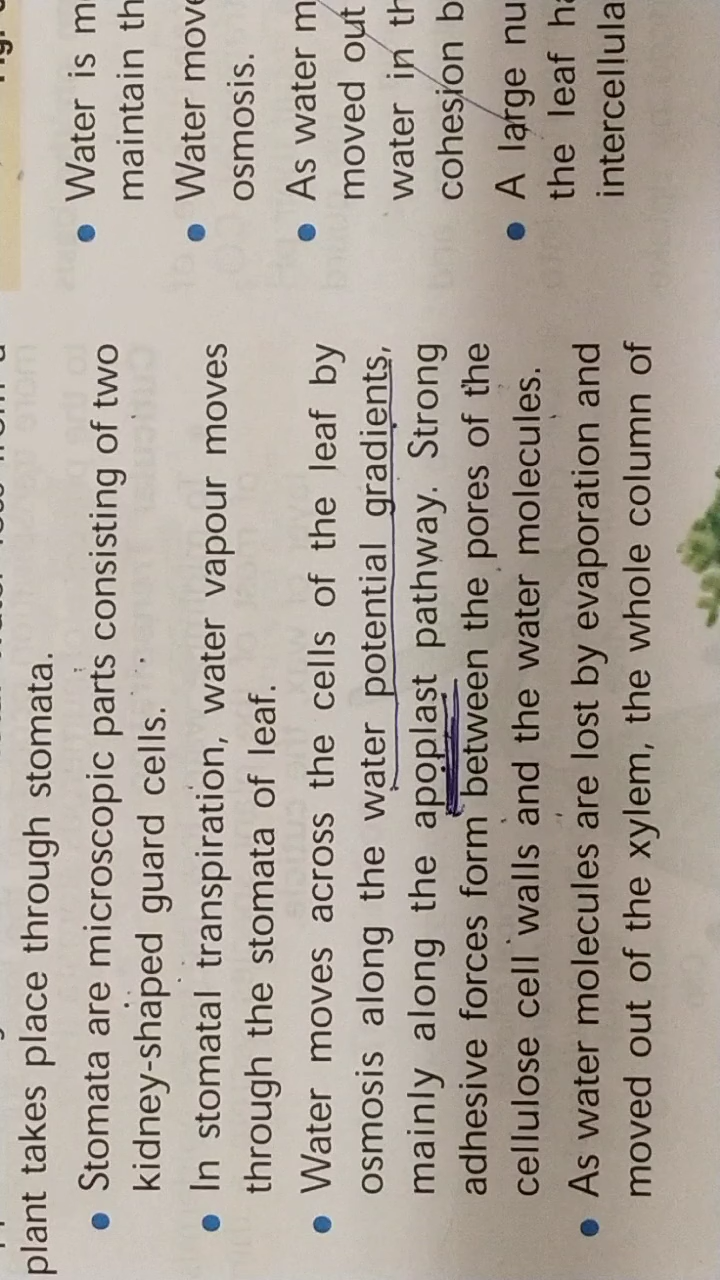 plant takes place through stomata.
• Stomata are microscopic parts consisting of two
kidney-shaped guard cells.
• In stomatal transpiration, water vapour moves
through the stomata of leaf.
• Water moves across the cells of the leaf by
osmosis along the water potential gradients,
mainly along the apoplast pathway. Strong
adhesive forces form between the pores of the
cellulose cell walls and the water molecules.
• As water molecules are lost by evaporation and
moved out of the xylem, the whole column of
• Water is
maintain
• Water
osmosis.
• As water
moved out
water in
cohesion
• A large
the leaf